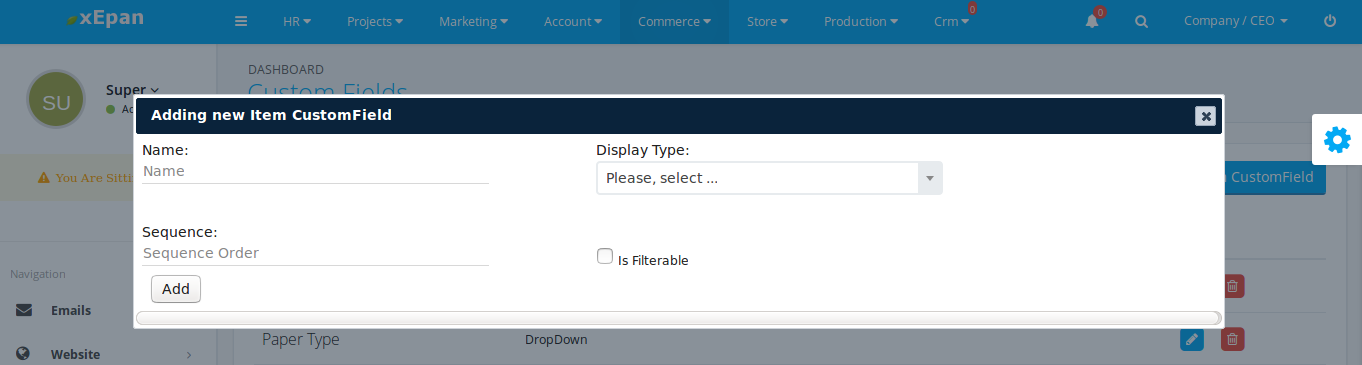 xEpan
HR
Projects
Marketing
Account
Commerce
Store
Production
Crm
0
0
Company / CEO
SU
Super
DASHBOARD
Custom Fields
Adding new Item CustomField
You Are
CustomField
Name:
Name
Display Type:
Please, select ...
Sequence:
Sequence Order
Is Filterable
Add
Navigation
Emails
Website
Paper Type
DropDown